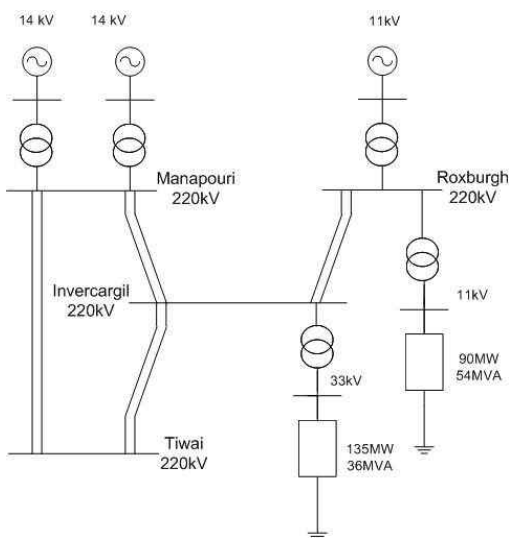 14 kV
14 kV
11kV
Manapouri
220kV
Roxburgh
220kV
Invercargil
220kV
11kV
90MW
54MVA
33kV
135MW
36MVA
Tiwai
220kV